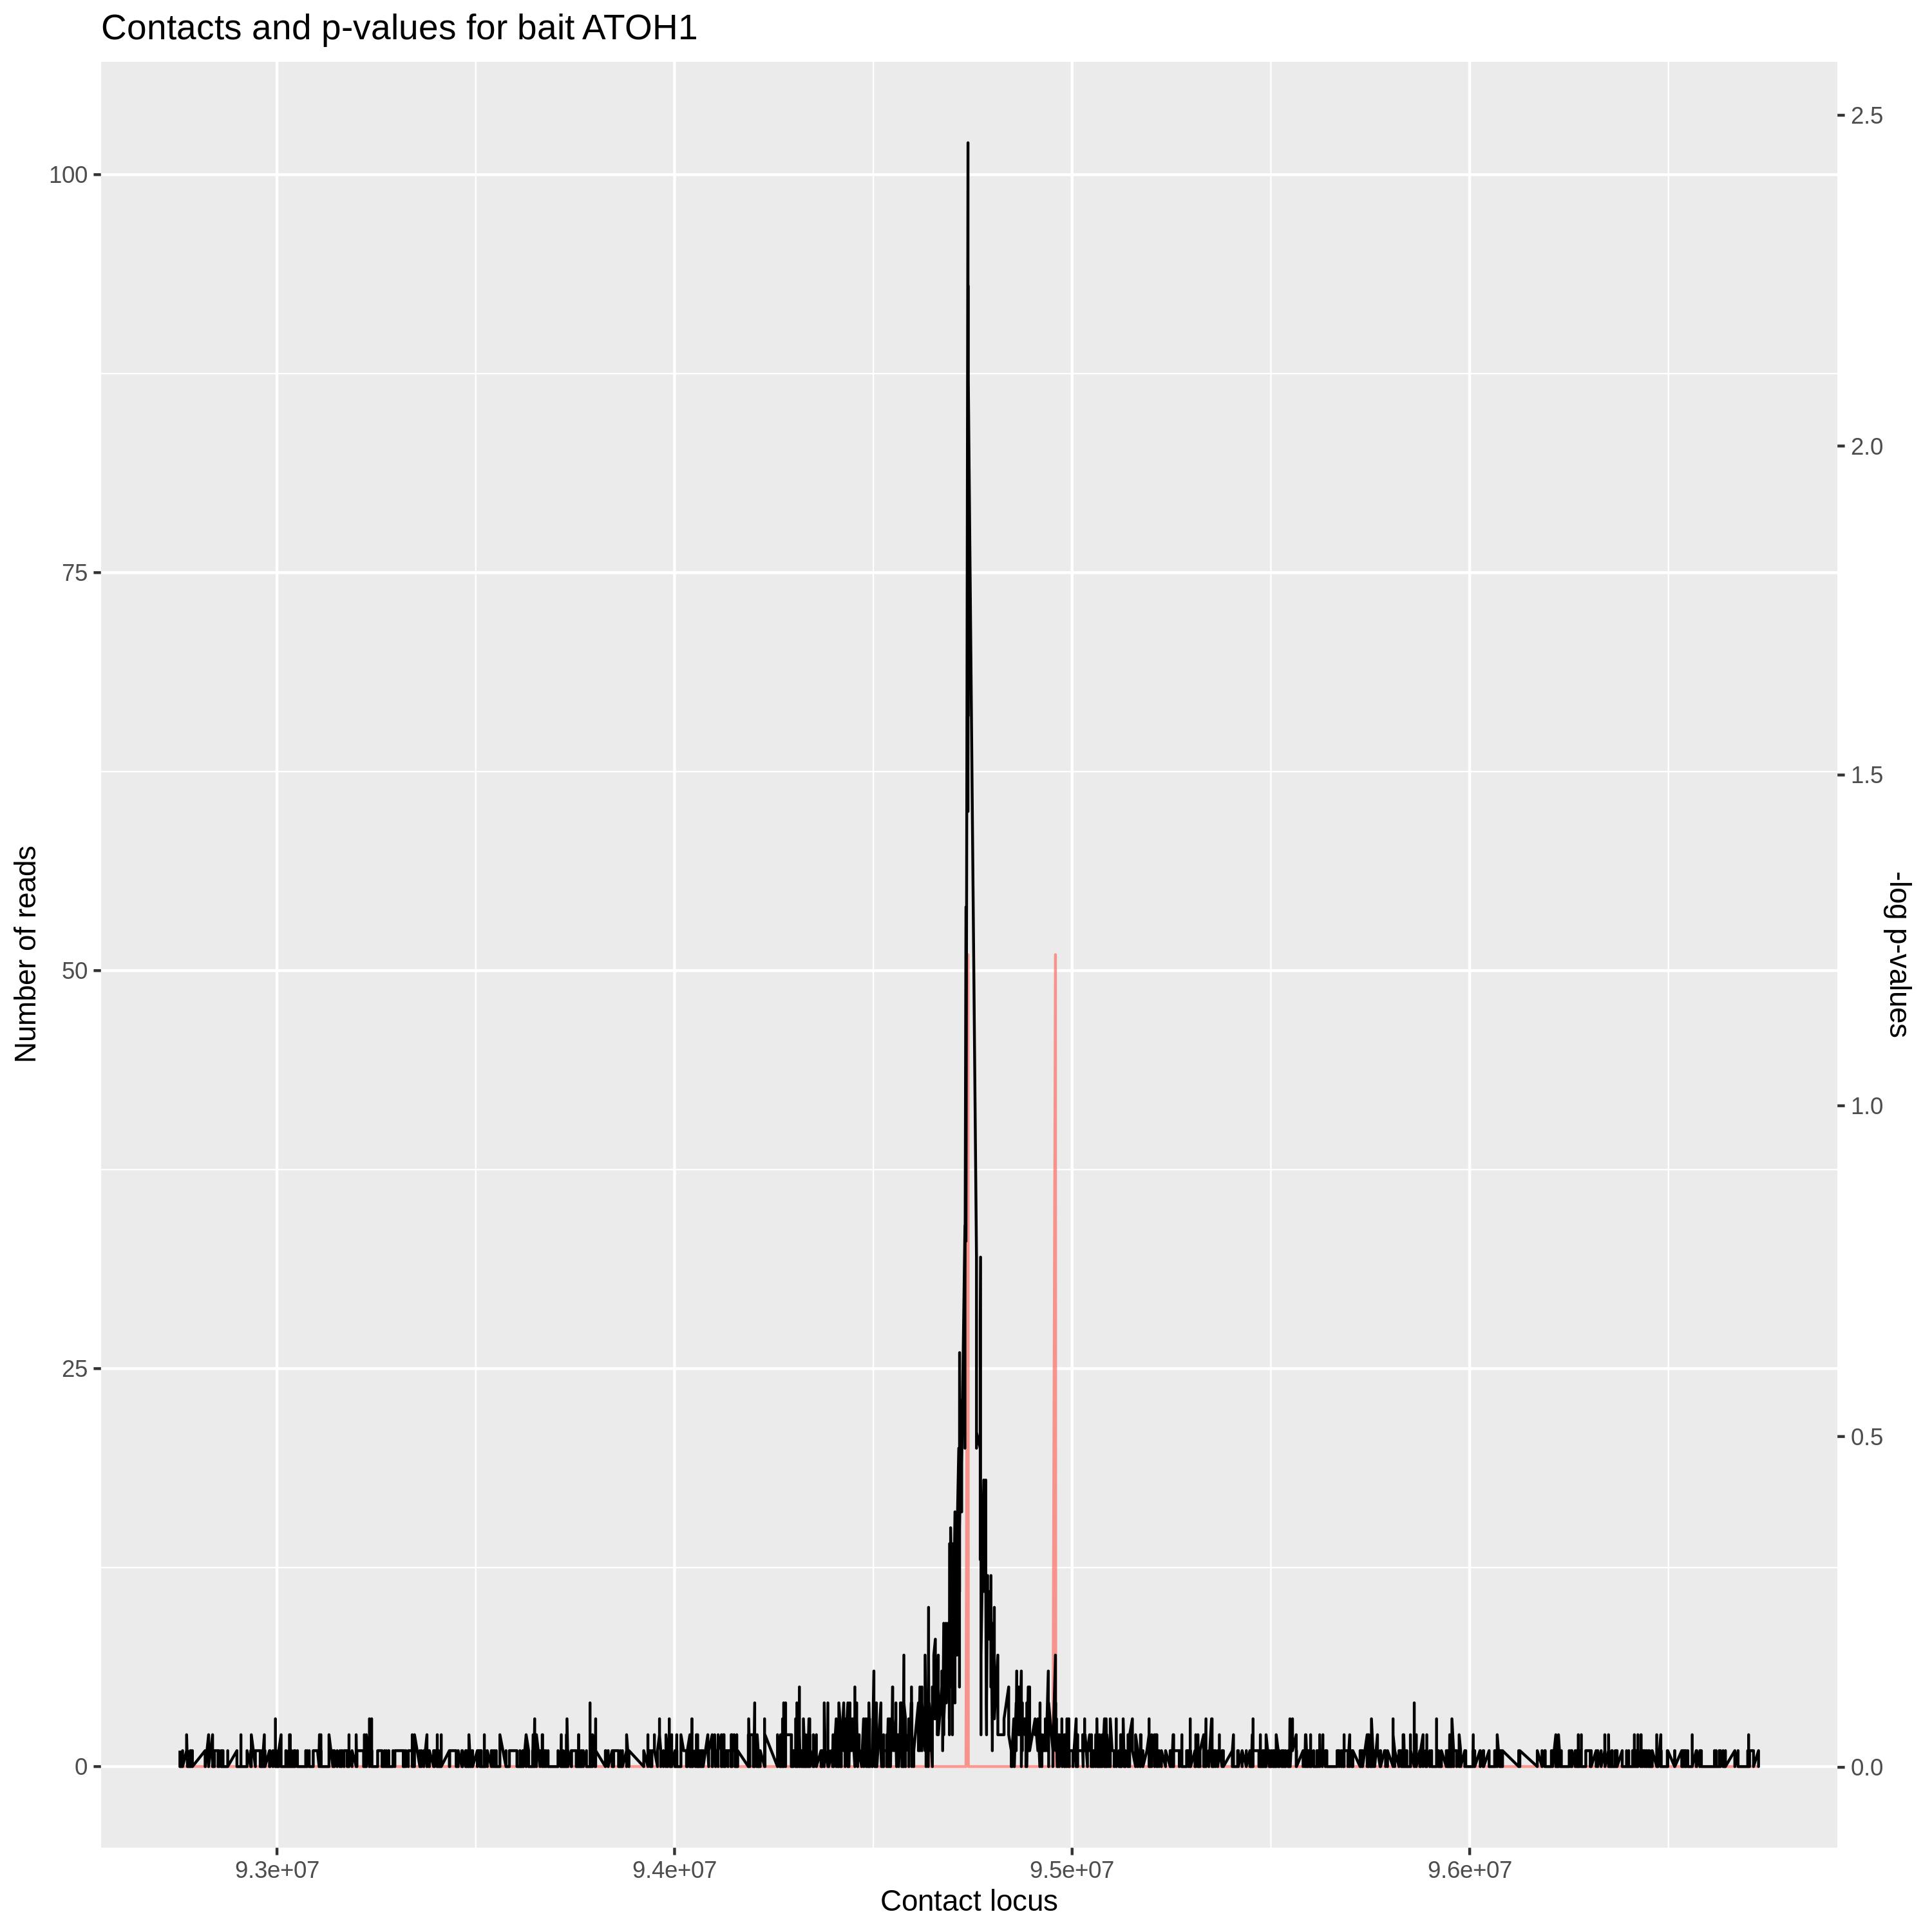 Contacts and p-values for bait ATOH1
100
75
50
25
0
Number of reads
2.5
2.0
1.5
1.0
0.5
0.0
-log p-values
9.3e+07
9.4e+07
9.5e+07
9.6e+07
Contact locus